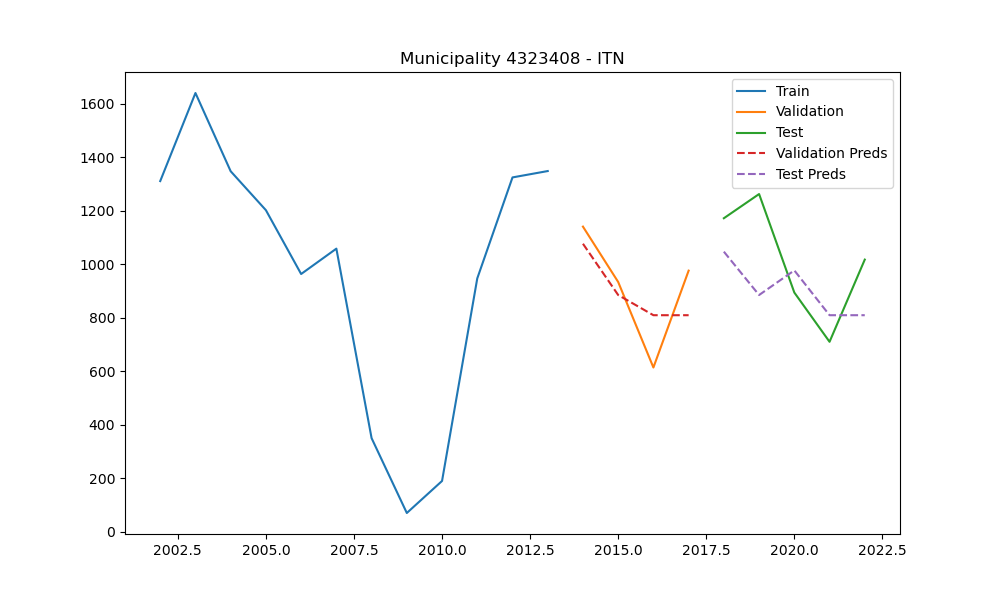 Municipality 4323408 - ITN
1600
1400
1200
1000
800
600
400
200
0
2002.5 2005.0 2007.5 2010.0 2012.5 2015.0 2017.5 2020.0 2022.5
Train
Validation
Test
Validation Preds
Test Preds